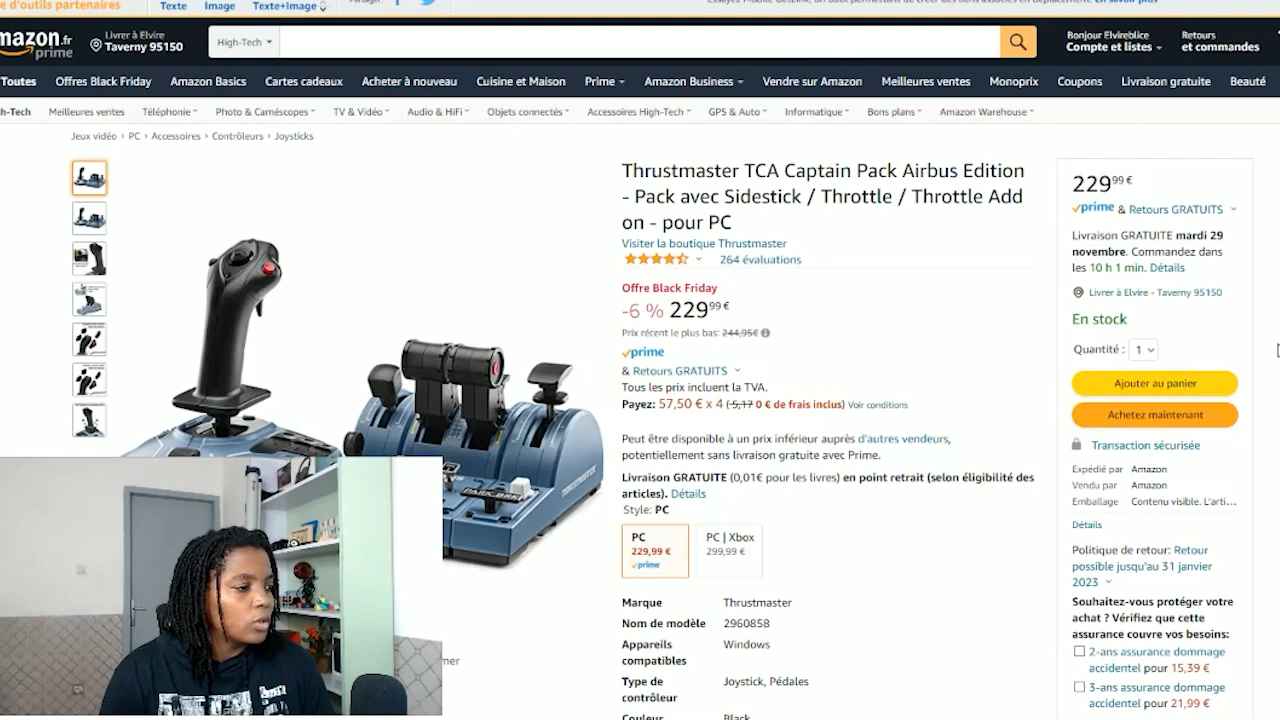 e d'outils partenaires
Texte Image Texte+Image
Partager:
mazon.fr
prime
Livrer à Elvire
Taverny 95150
High-Tech
Bonjour Elvireblice
Compte et listes
Retours
et commandes
Toutes Offres Black Friday Amazon Basics Cartes cadeaux Acheter à nouveau Cuisine et Maison Prime Amazon Business Vendre sur Amazon Meilleures ventes Monoprix Coupons Livraison gratuite Beauté
h-Tech Meilleures ventes Téléphonie Photo & Caméscopes TV & Vidéo Audio & HiFi Objets connectés Accessoires High-Tech GPS & Auto Informatique Bons plans Amazon Warehouse
Jeux vidéo › PC › Accessoires › Contrôleurs › Joysticks
Thrustmaster TCA Captain Pack Airbus Edition
- Pack avec Sidestick / Throttle / Throttle Add
on - pour PC
Visiter la boutique Thrustmaster
264 évaluations
Offre Black Friday
-6 % 229,99 €
Prix récent le plus bas: 244,95€
prime
& Retours GRATUITS
Tous les prix incluent la TVA.
Payez: 57,50 € x 4 (5,17 0 € de frais inclus) Voir conditions
Peut être disponible à un prix inférieur auprès d'autres vendeurs,
potentiellement sans livraison gratuite avec Prime.
Livraison GRATUITE (0,01€ pour les livres) en point retrait (selon éligibilité des
articles). Détails
Style: PC
PC
229,99 €
prime
PC | Xbox
299,99 €
Marque Thrustmaster
Nom de modèle 2960858
Appareils compatibles Windows
Type de contrôleur Joystick, Pédales
Couleur Black
229,99 €
prime & Retours GRATUITS
Livraison GRATUITE mardi 29
novembre. Commandez dans
les 10 h 1 min. Détails
Livrer à Elvire - Taverny 95150
En stock
Quantité : 1
Ajouter au panier
Achetez maintenant
Transaction sécurisée
Expédié par Amazon
Vendu par Amazon
Emballage Contenu visible. L'arti...
Détails
Politique de retour: Retour
possible jusqu'au 31 janvier
2023
Souhaitez-vous protéger votre
achat ? Vérifiez que cette
assurance couvre vos besoins:
2-ans assurance dommage
accidentel pour 15,39 €
3-ans assurance dommage
accidentel pour 21,99 €
PARK BRK
THRUSTMASTER
mer